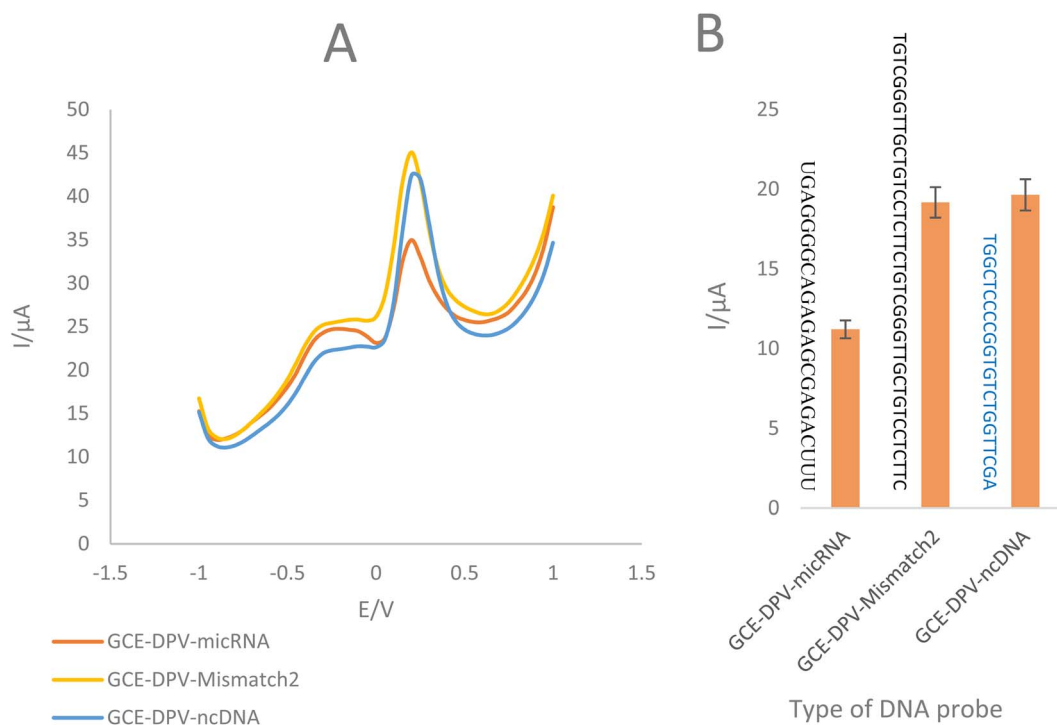 A
50
45
40
35
30
25
20
15
10
5
0
I/µA
-1.5
-1
-0.5
0
0.5
1
1.5
E/V
GCE-DPV-micRNA
GCE-DPV-Mismatch2
GCE-DPV-ncDNA
B
25
20
15
10
5
0
I/µA
UGAGGGGCAGAGAGCGAGACUUU
TGTCGGGTTGCTGTCCTCTTCTGTCGGGTTGCTGTCCTCTTC
TGGCTCCCCGGTGTCTGGTTCGA
GCE-DPV-micRNA
GCE-DPV-Mismatch2
GCE-DPV-ncDNA
Type of DNA probe